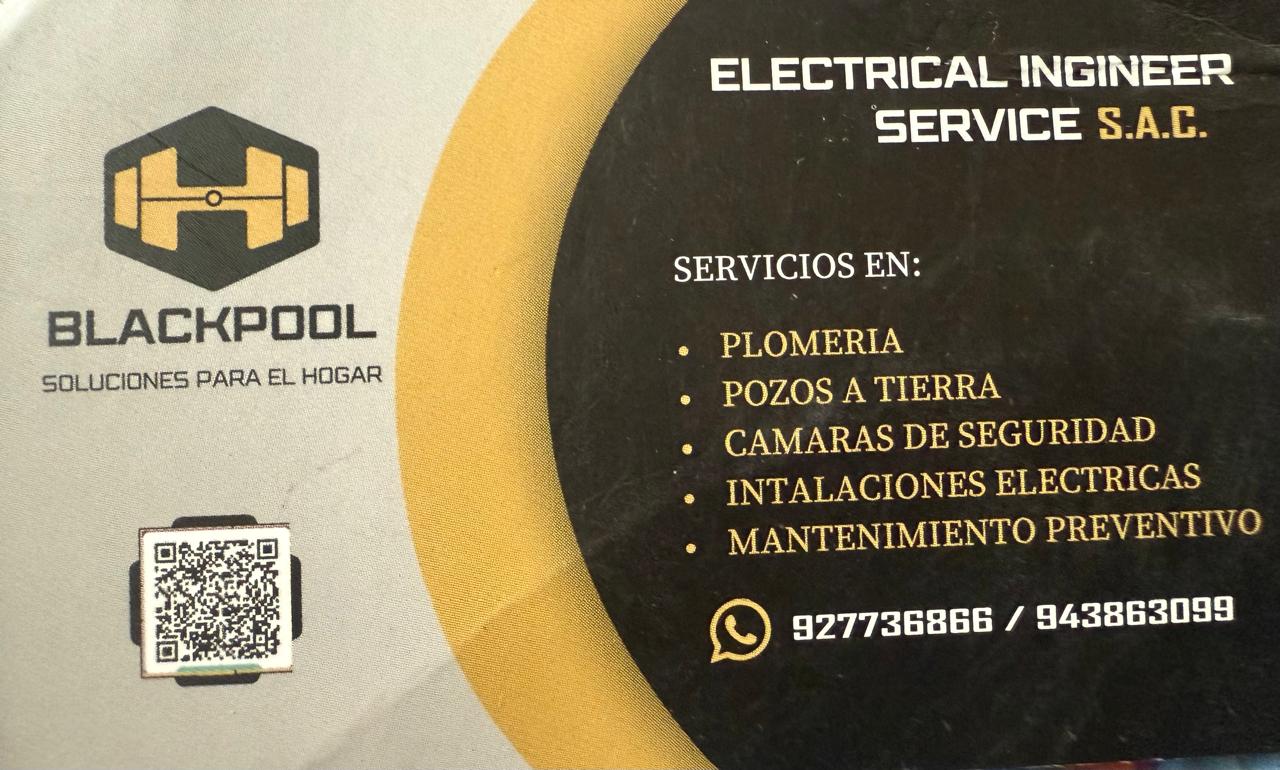 BLACKPOOL
SOLUCIONES PARA EL HOGAR
ELECTRICAL INGINEER
SERVICE S.A.C.
SERVICIOS EN:
• PLOMERIA
• POZOS A TIERRA
• CAMARAS DE SEGURIDAD
• INTALACIONES ELECTRICAS
• MANTENIMIENTO PREVENTIVO
927736866 / 943863099